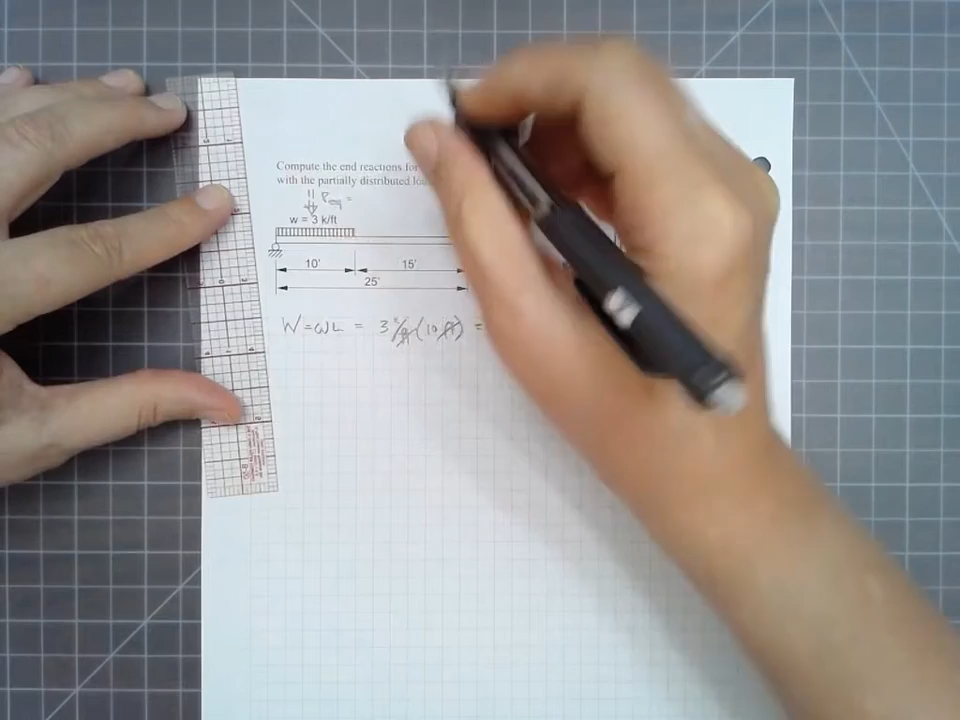 Compute the end reactions for
with the partially distributed
w = 3 k/ft
10' 15'
25'
W = ωL = 3 k/ft (10 ft) =